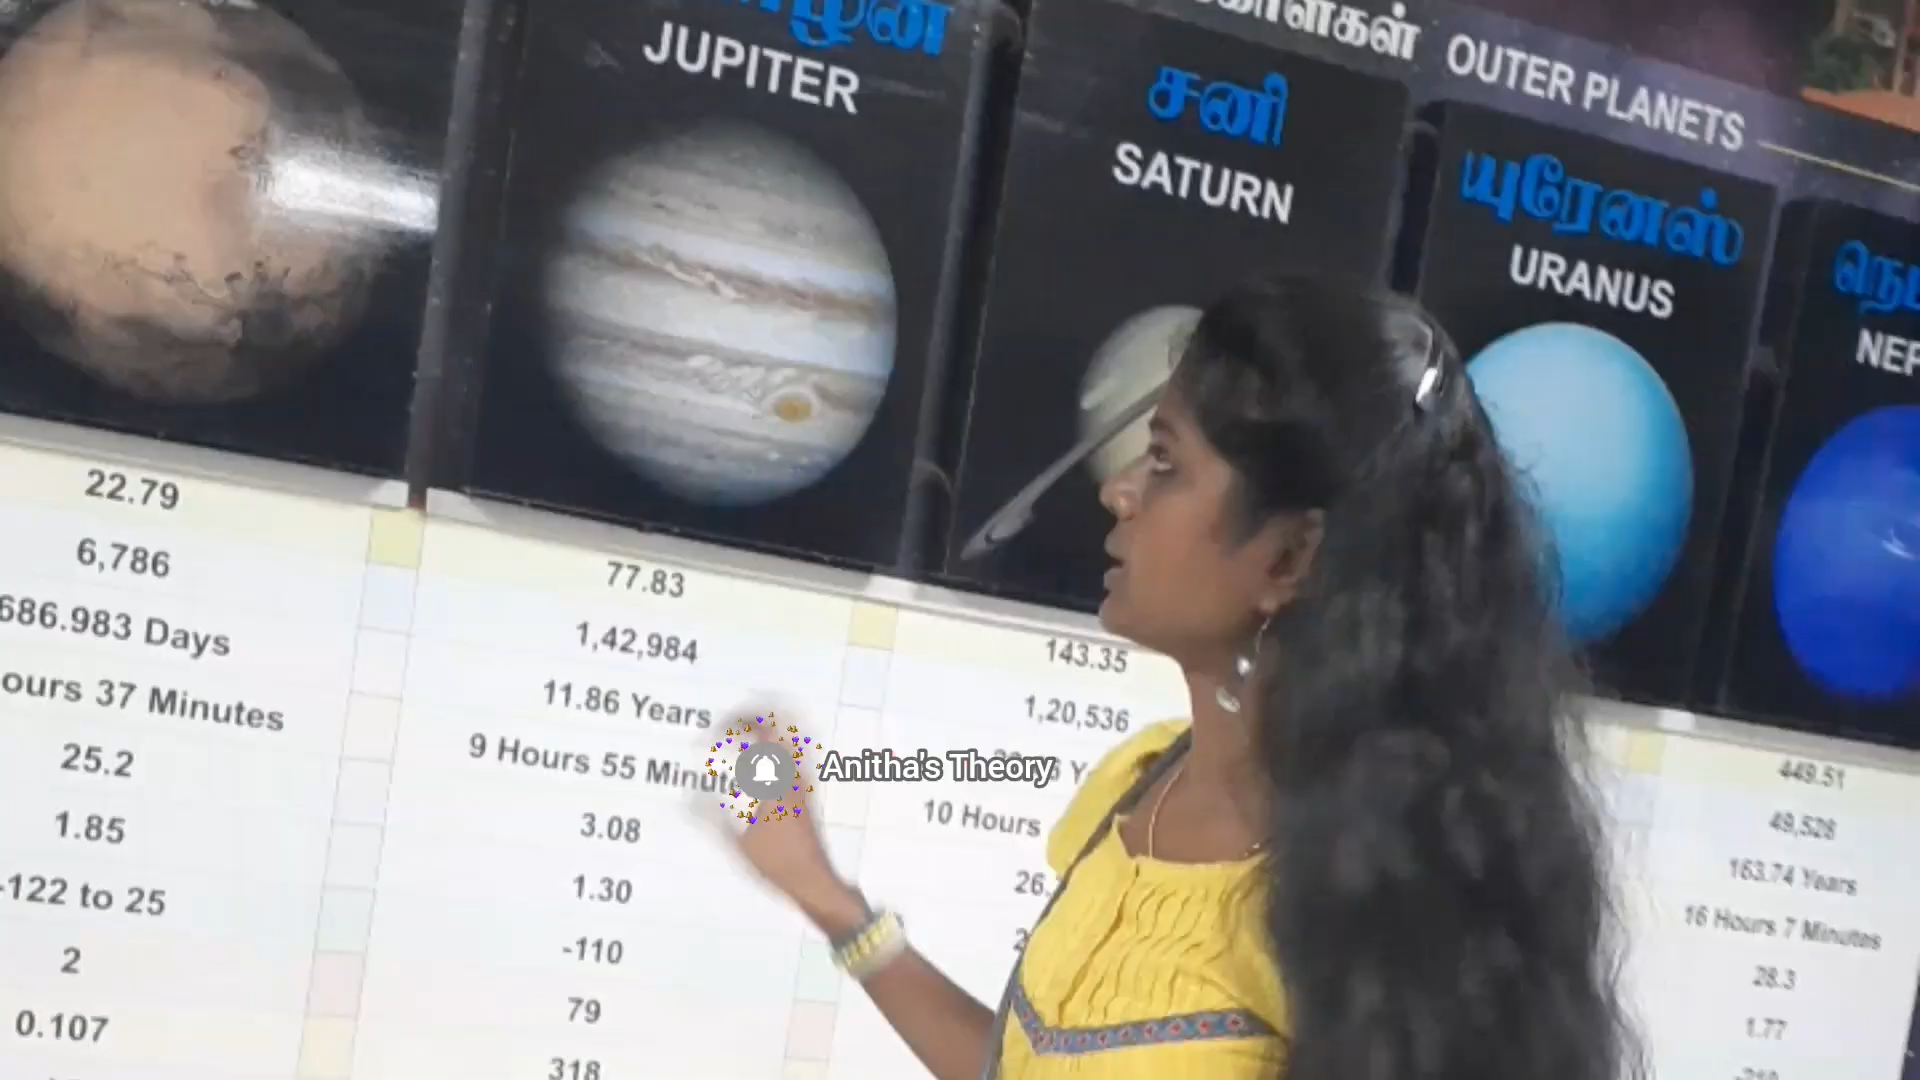 JUPITER
OUTER PLANETS
சனி
SATURN
யுரேனஸ்
URANUS
22.79
6,786
686.983 Days
37 Minutes
25.2
1.85
-122 to 25
2
0.107
77.83
1,42,984
11.86 Years
9 Hours 55
3.08
1.30
-110
79
318
143.35
1,20,536
10 Hours
Anitha's Theory
449.51
49,528
163.74 Years
16 Hours 7 Minutes
28.3
1.77